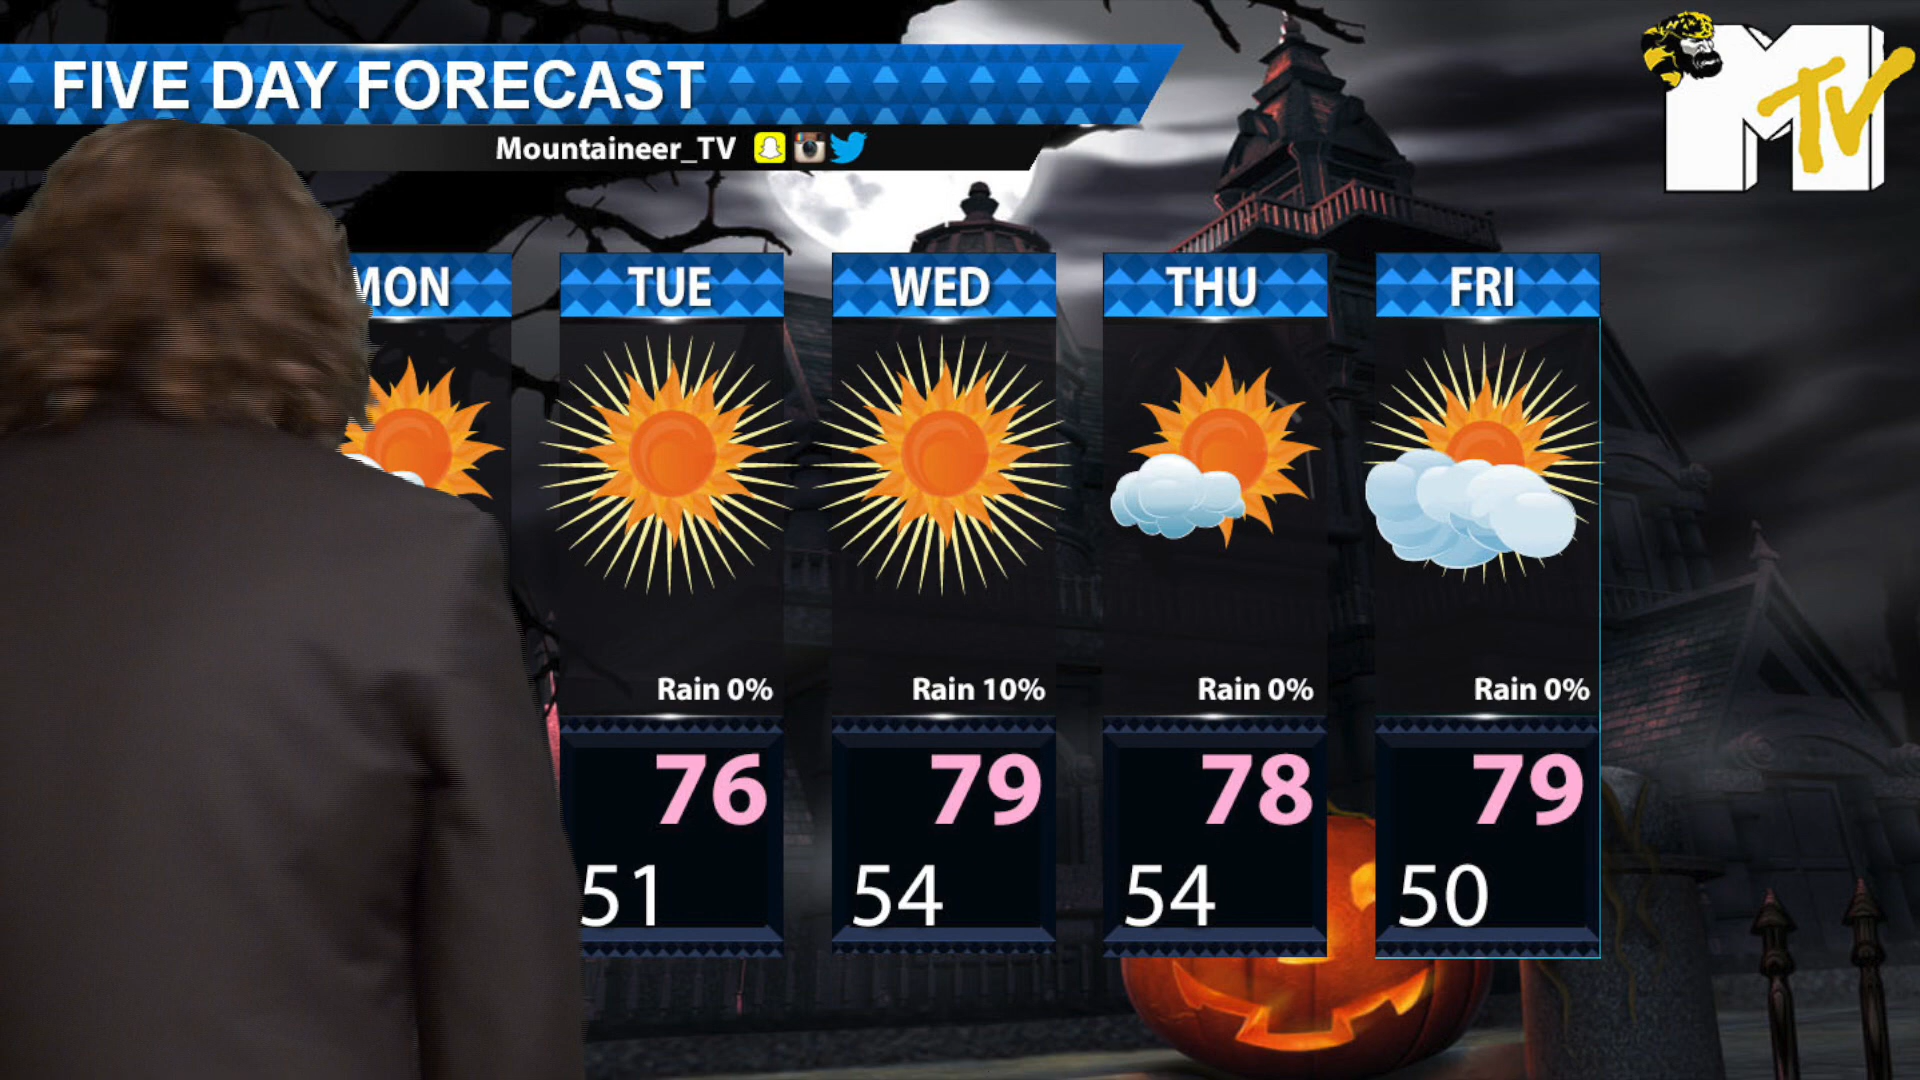 FIVE DAY FORECAST
Mountaineer_TV
MTV
MON
TUE
WED
THU
FRI
Rain 0%
Rain 10%
Rain 0%
Rain 0%
76
79
78
79
51
54
54
50